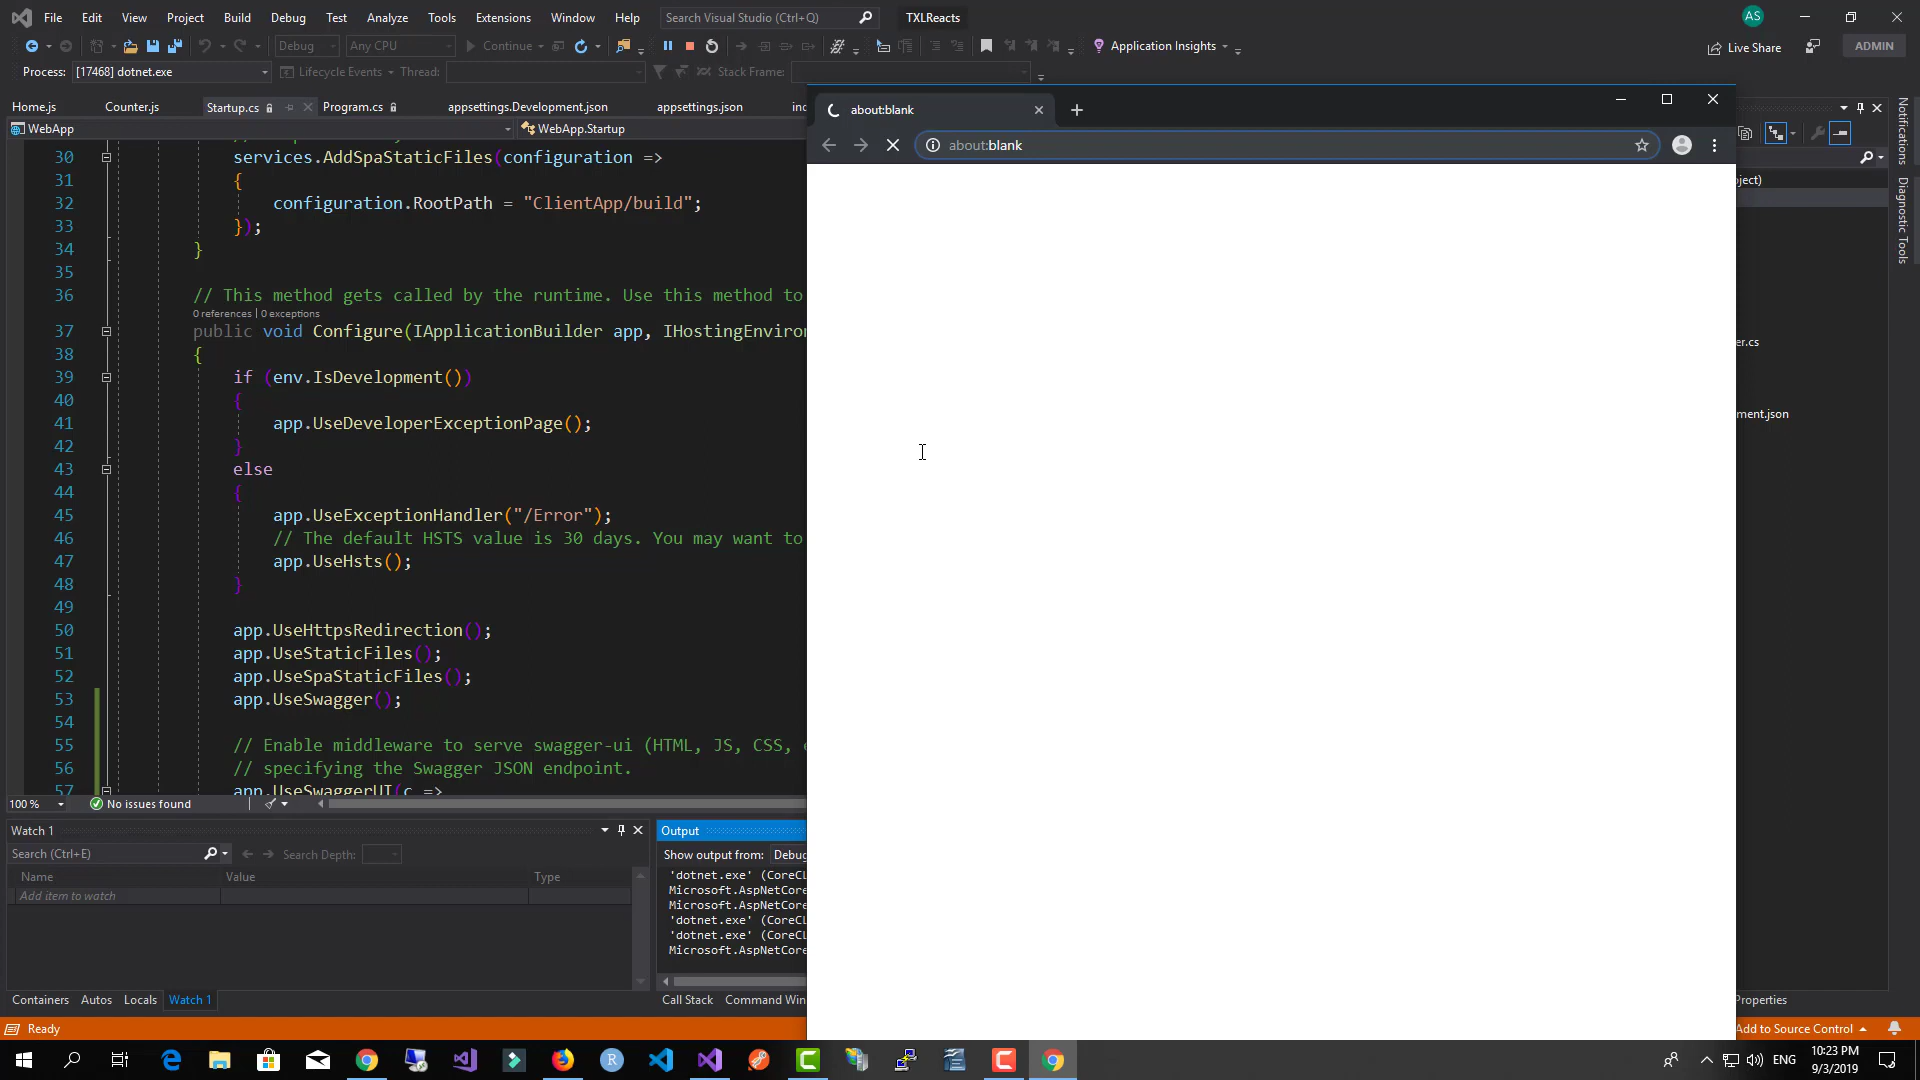 File Edit View Project Build Debug Test Analyze Tools Extensions Window Help Search Visual Studio (Ctrl+Q) TXLReacts AS
Debug Any CPU Continue Application Insights Live Share ADMIN
Process: [17468] dotnet.exe Lifecycle Events Thread: Stack Frame:
Home.js Counter.js Startup.cs Program.cs appsettings.Development.json appsettings.json
WebApp WebApp.Startup
30 services.AddSpaStaticFiles(configuration =>
31 {
32 configuration.RootPath = "ClientApp/build";
33 });
34 }
35
36 // This method gets called by the runtime. Use this method to
0 references | 0 exceptions
37 public void Configure(IApplicationBuilder app, IHostingEnviron
38 {
39 if (env.IsDevelopment())
40 {
41 app.UseDeveloperExceptionPage();
42 }
43 else
44 {
45 app.UseExceptionHandler("/Error");
46 // The default HSTS value is 30 days. You may want to
47 app.UseHsts();
48 }
49
50 app.UseHttpsRedirection();
51 app.UseStaticFiles();
52 app.UseSpaStaticFiles();
53 app.UseSwagger();
54
55 // Enable middleware to serve swagger-ui (HTML, JS, CSS,
56 // specifying the Swagger JSON endpoint.
57 app.UseSwaggerUI(c =>
100 % No issues found
about:blank
about:blank
ject)
er.cs
ment.json
Notifications
Diagnostic Tools
Watch 1
Search (Ctrl+E) Search Depth:
Name Value Type
Add item to watch
Output
Show output from: Debug
'dotnet.exe' (CoreCL
Microsoft.AspNetCore
Microsoft.AspNetCore
'dotnet.exe' (CoreCL
'dotnet.exe' (CoreCL
Microsoft.AspNetCore
Containers Autos Locals Watch 1 Call Stack Command Win Properties
Ready Add to Source Control
ENG 10:23 PM
9/3/2019